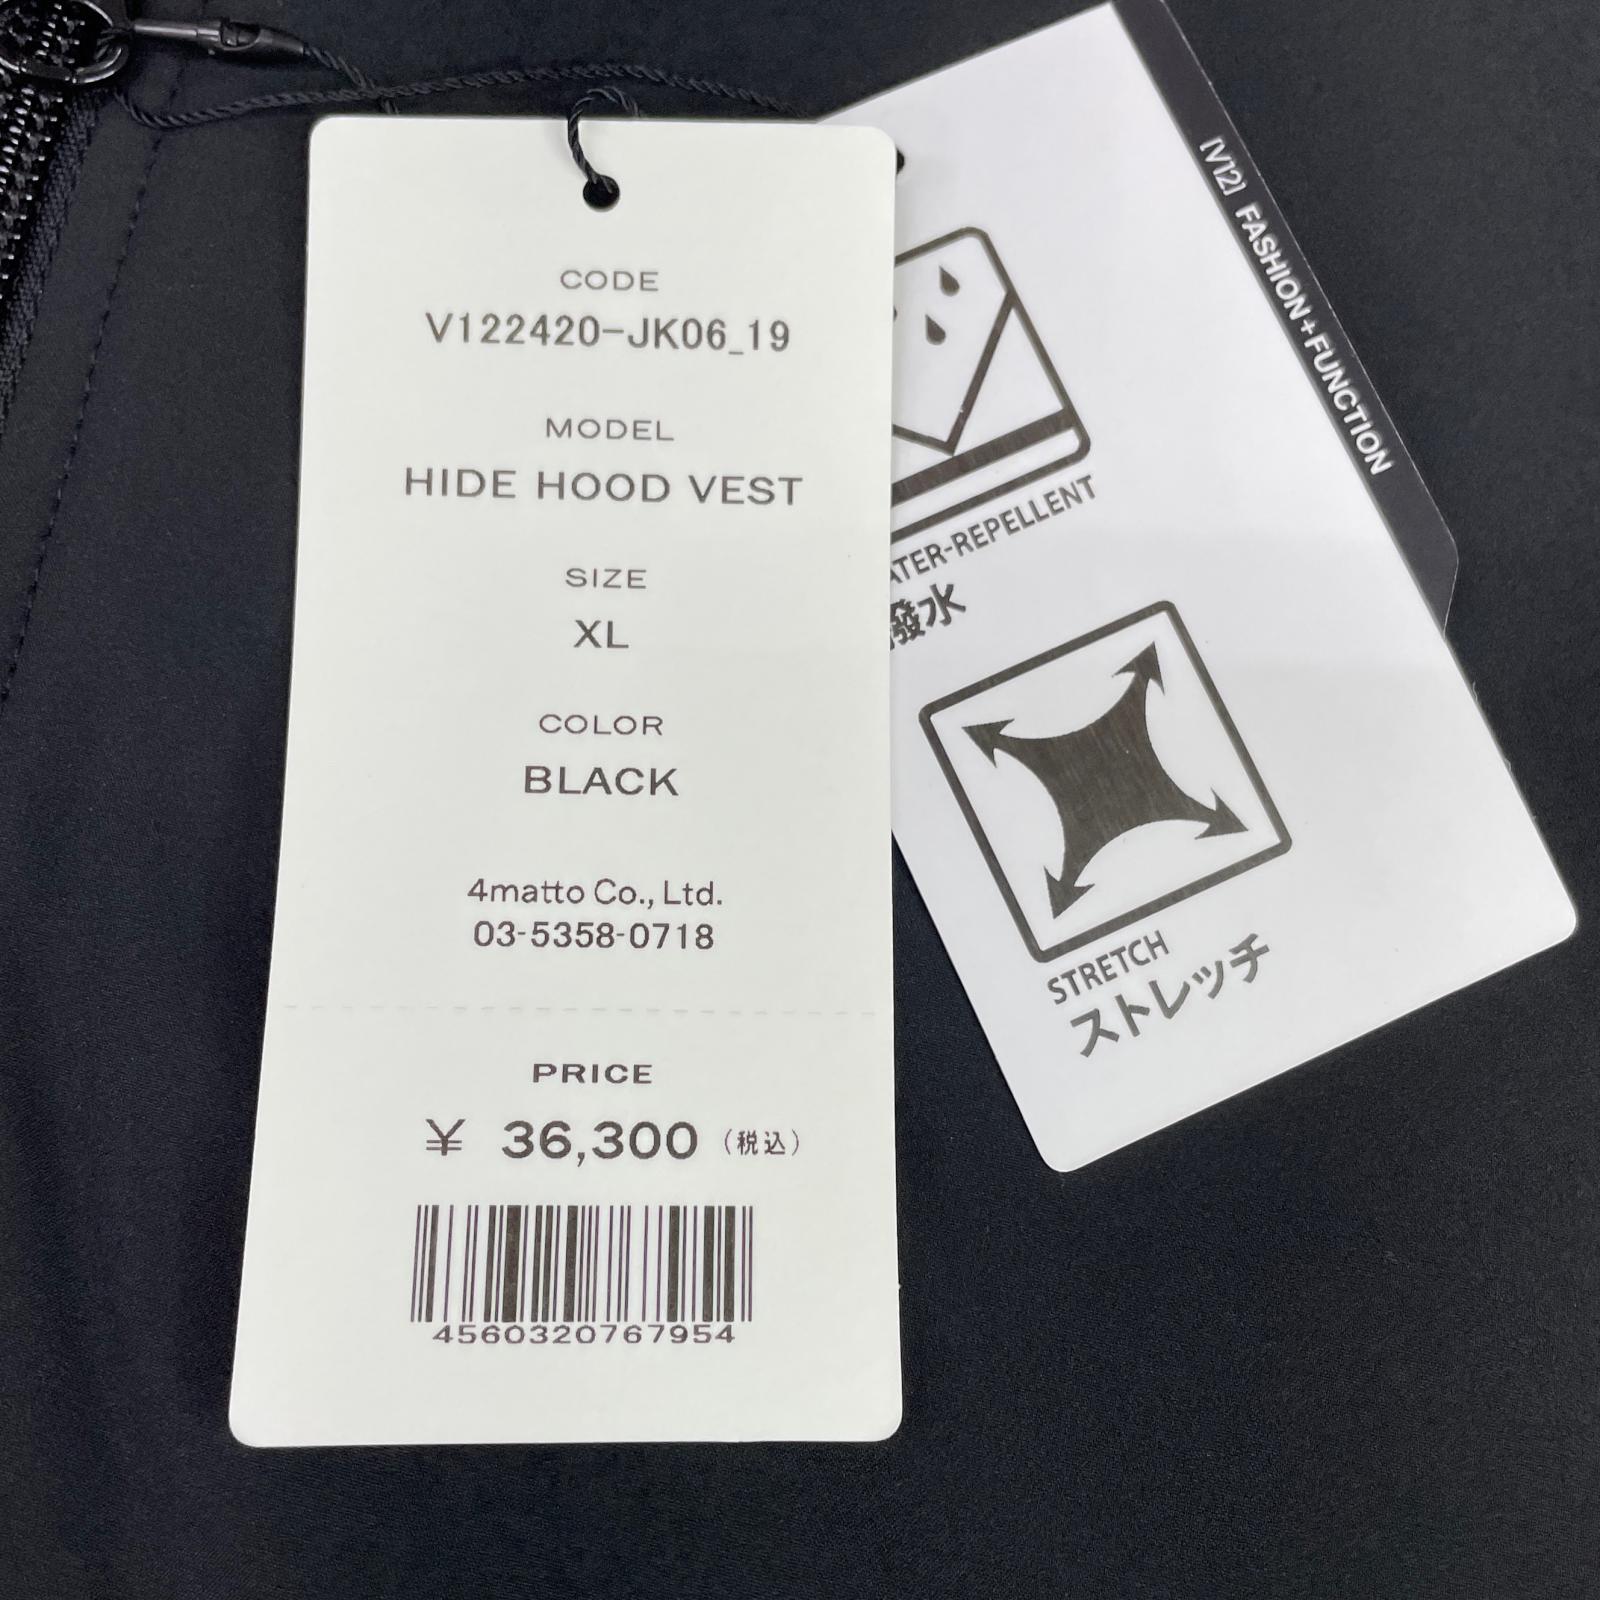 CODE
V122420-JK06_19
MODEL
HIDE HOOD VEST
SIZE
XL
COLOR
BLACK
4matto Co., Ltd.
03-5358-0718
PRICE
¥ 36,300 (税込)
4560320767954
[V12] FASHION+FUNCTION
ATER-REPELLENT
撥水
STRETCH
ストレッチ